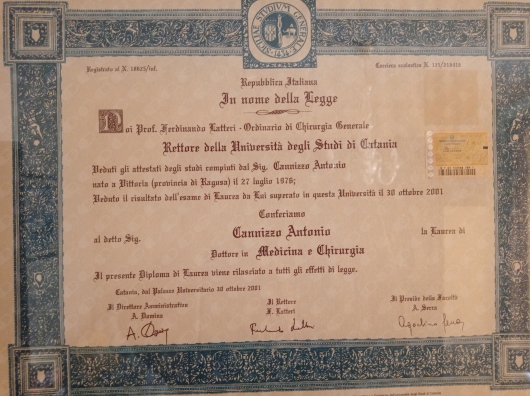 Registrato al N. 18625/inf.
Repubblica Italiana
In nome della Legge
Noi Prof. Ferdinando Latteri - Ordinario di Chirurgia Generale
Rettore della Università degli Studi di Catania
Veduti gli attestati degli studi compiuti dal Sig. Cannizzo Antonio
nato a Vittoria (provincia di Ragusa) il 27 luglio 1976;
Veduto il risultato dell'esame di Laurea da Lui superato in questa Università il 30 ottobre 2001
Conferiamo
al detto Sig. Cannizzo Antonio la Laurea di
Dottore in Medicina e Chirurgia
Il presente Diploma di Laurea viene rilasciato a tutti gli effetti di legge.
Catania, dal Palazzo Universitario 30 ottobre 2001
Il Direttore Amministrativo Il Rettore Il Preside della Facoltà
A. Domina F. Latteri A. Serra